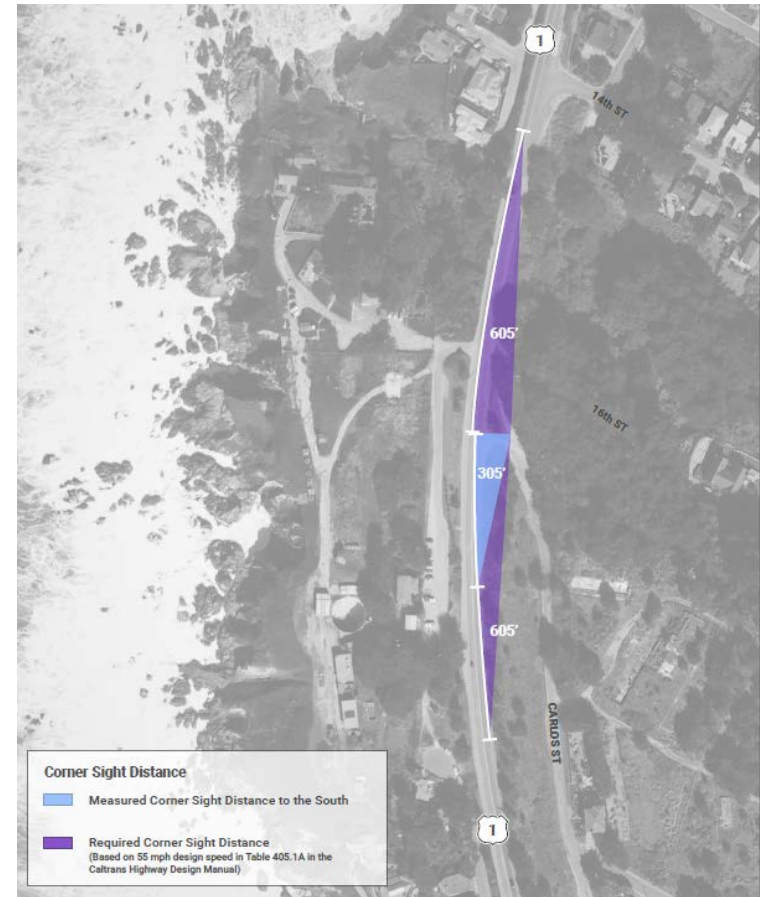 1
14th ST
605'
16th ST
305'
605'
CARLOS ST
Corner Sight Distance
Measured Corner Sight Distance to the South
Required Corner Sight Distance
(Based on 55 mph design speed in Table 405.1A in the
Caltrans Highway Design Manual)
1